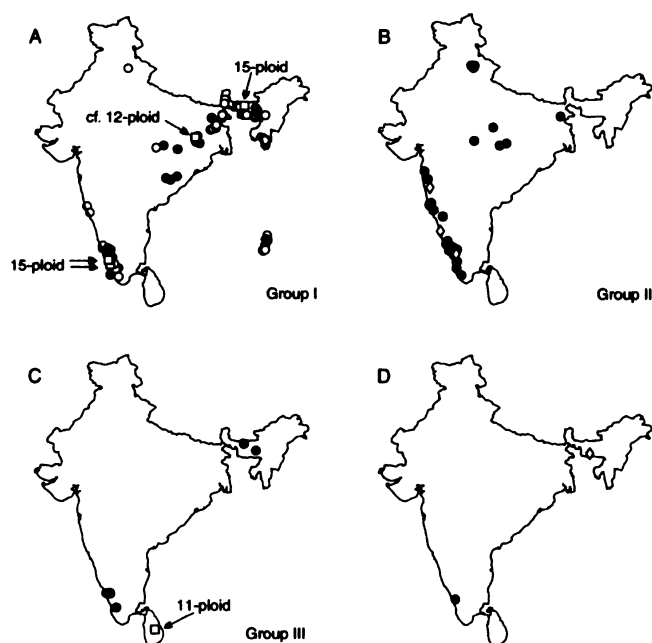 A
15-ploid
cf. 12-ploid
15-ploid
Group I
B
Group II
C
11-ploid
Group III
D